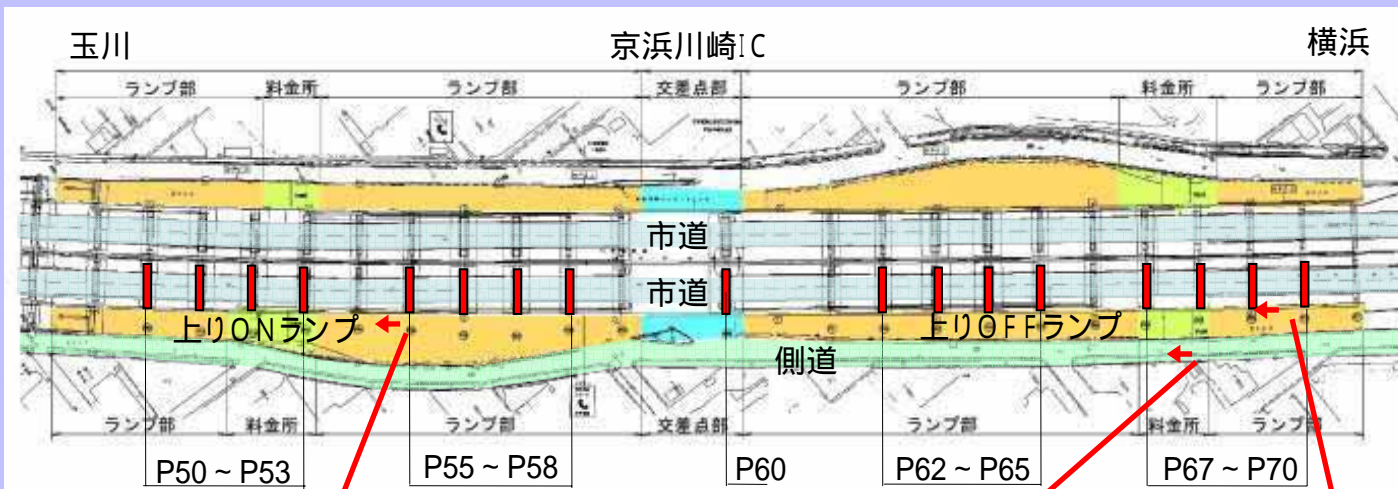 玉川 京浜川崎IC 横浜
ランプ部 料金所 ランプ部 交差点部 ランプ部 料金所 ランプ部
市道
市道
上りONランプ 上りOFFランプ
側道
ランプ部 料金所 ランプ部 交差点部 ランプ部 料金所 ランプ部
P50~P53 P55~P58 P60 P62~P65 P67~P70